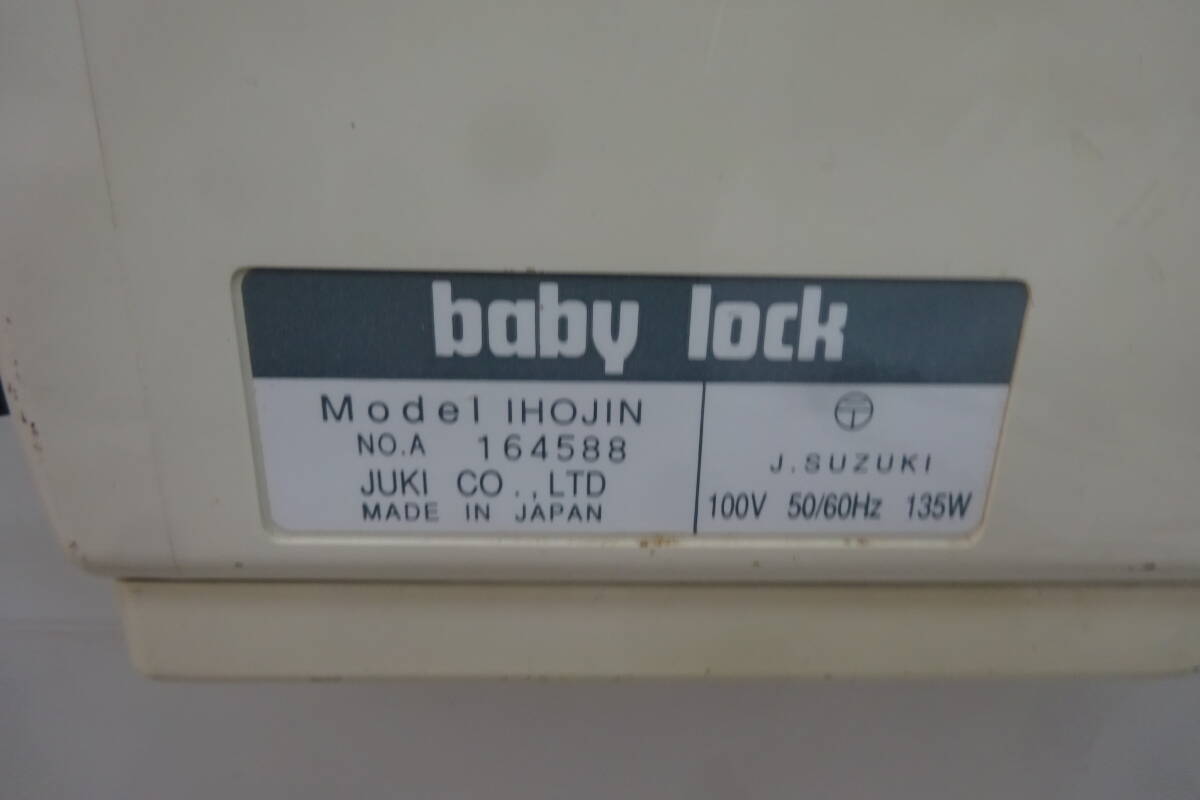 baby lock
Model IHOJIN
NO.A 164588
JUKI CO.,LTD
MADE IN JAPAN
〶
J.SUZUKI
100V 50/60Hz 135W